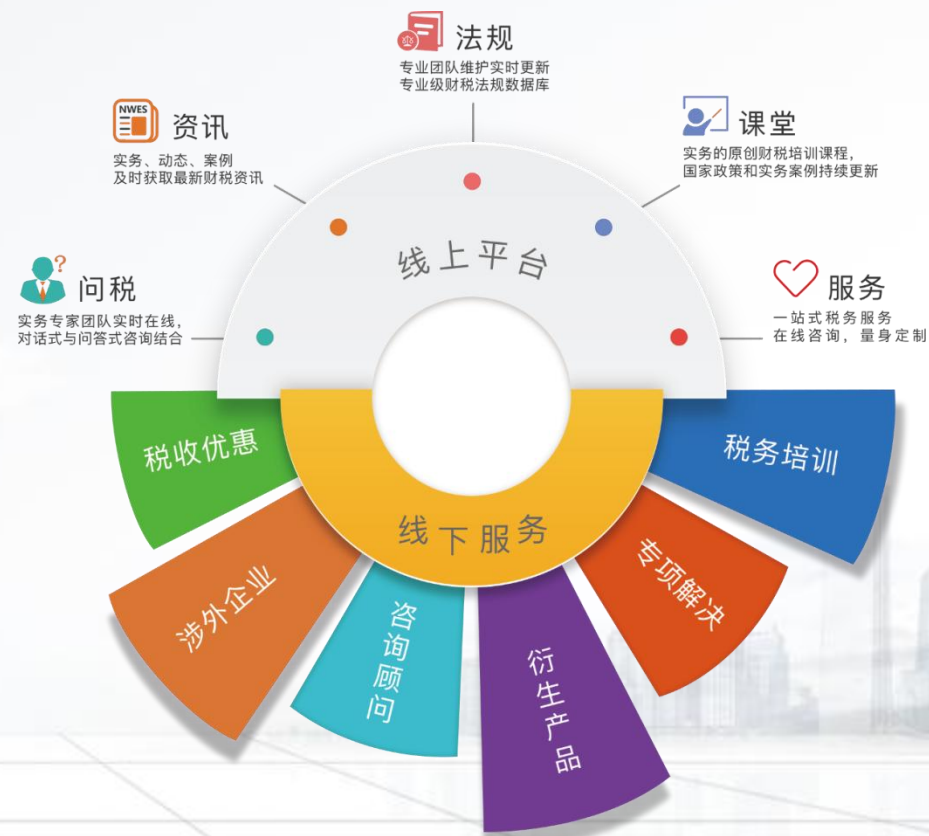 法规
专业团队维护实时更新
专业级财税法规数据库
NWES
资讯
实务、动态、案例
及时获取最新财税资讯
课堂
实务的原创财税培训课程，
国家政策和实务案例持续更新
?
问税
实务专家团队实时在线，
对话式与问答式咨询结合
服务
一站式税务服务
在线咨询，量身定制
线上平台
线下服务
税收优惠
涉外企业
咨询顾问
衍生产品
专项解决
税务培训